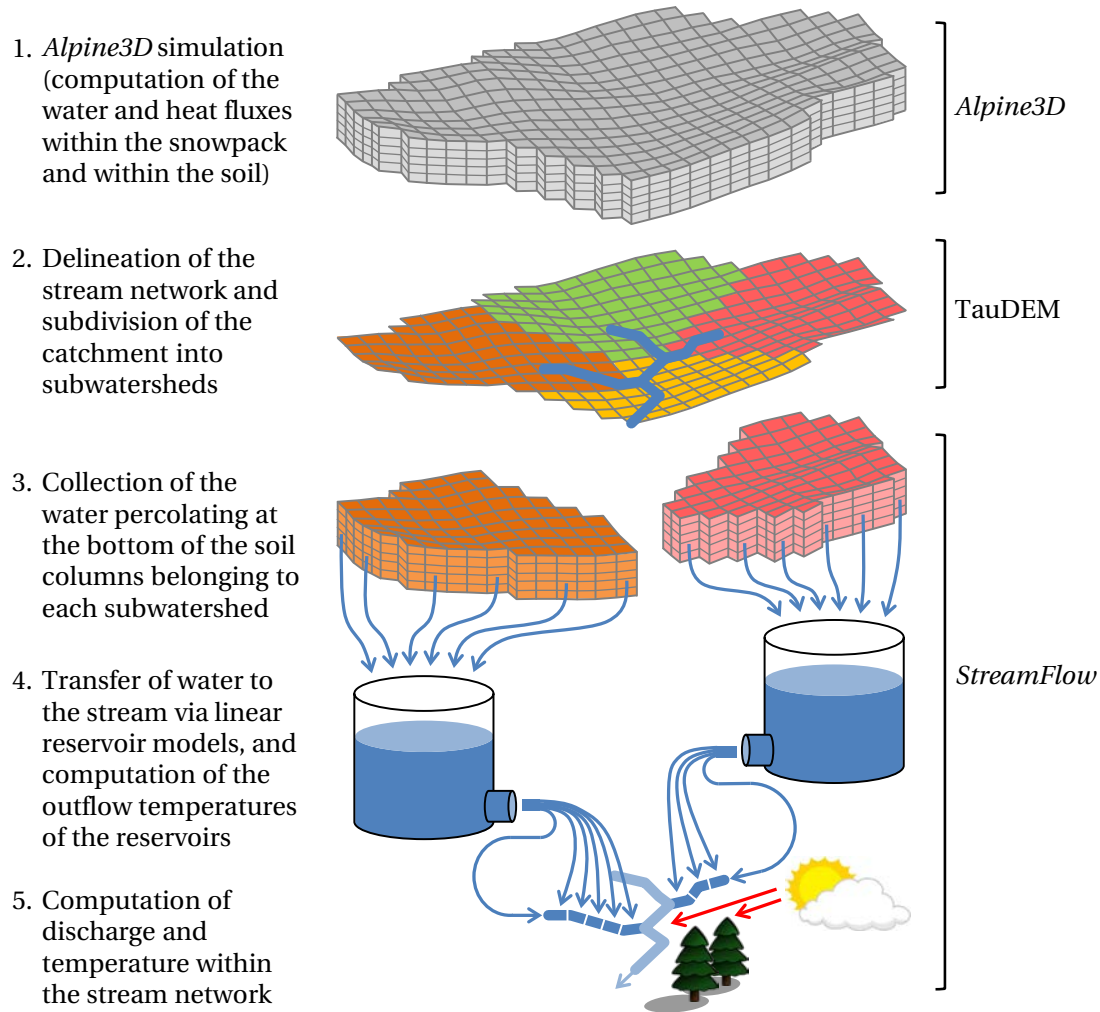 1. Alpine3D simulation
(computation of the
water and heat fluxes
within the snowpack
and within the soil)
Alpine3D
2. Delineation of the
stream network and
subdivision of the
catchment into
subwatersheds
TauDEM
3. Collection of the
water percolating at
the bottom of the soil
columns belonging to
each subwatershed
4. Transfer of water to
the stream via linear
reservoir models, and
computation of the
outflow temperatures
of the reservoirs
StreamFlow
5. Computation of
discharge and
temperature within
the stream network